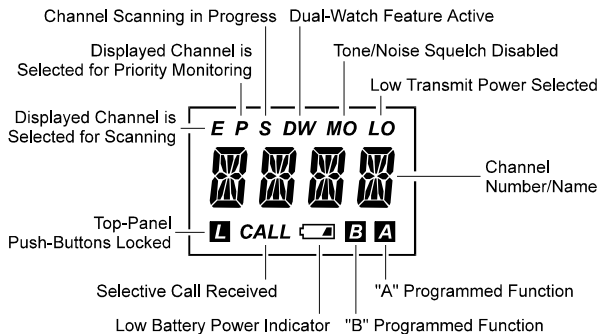 Channel Scanning in Progress
Dual-Watch Feature Active
Displayed Channel is
Selected for Priority Monitoring
Tone/Noise Squelch Disabled
Low Transmit Power Selected
Displayed Channel is
Selected for Scanning
E P S DW MO LO
Channel
Number/Name
Top-Panel
Push-Buttons Locked
L CALL B A
Selective Call Received
"A" Programmed Function
Low Battery Power Indicator
"B" Programmed Function